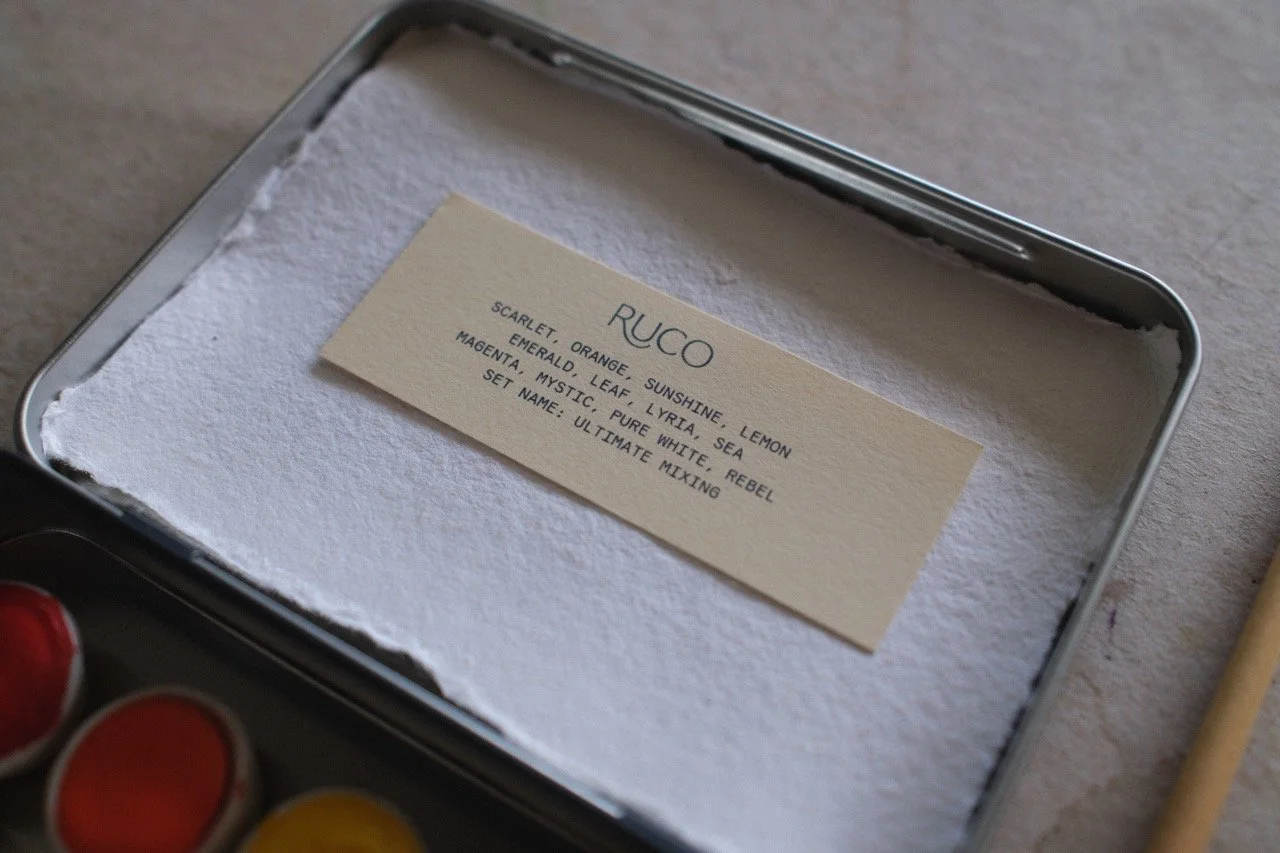 RUCO
SCARLET, ORANGE, SUNSHINE, LEMON
EMERALD, LEAF, LYRIA, SEA
MAGENTA, MYSTIC, PURE WHITE, REBEL
SET NAME: ULTIMATE MIXING